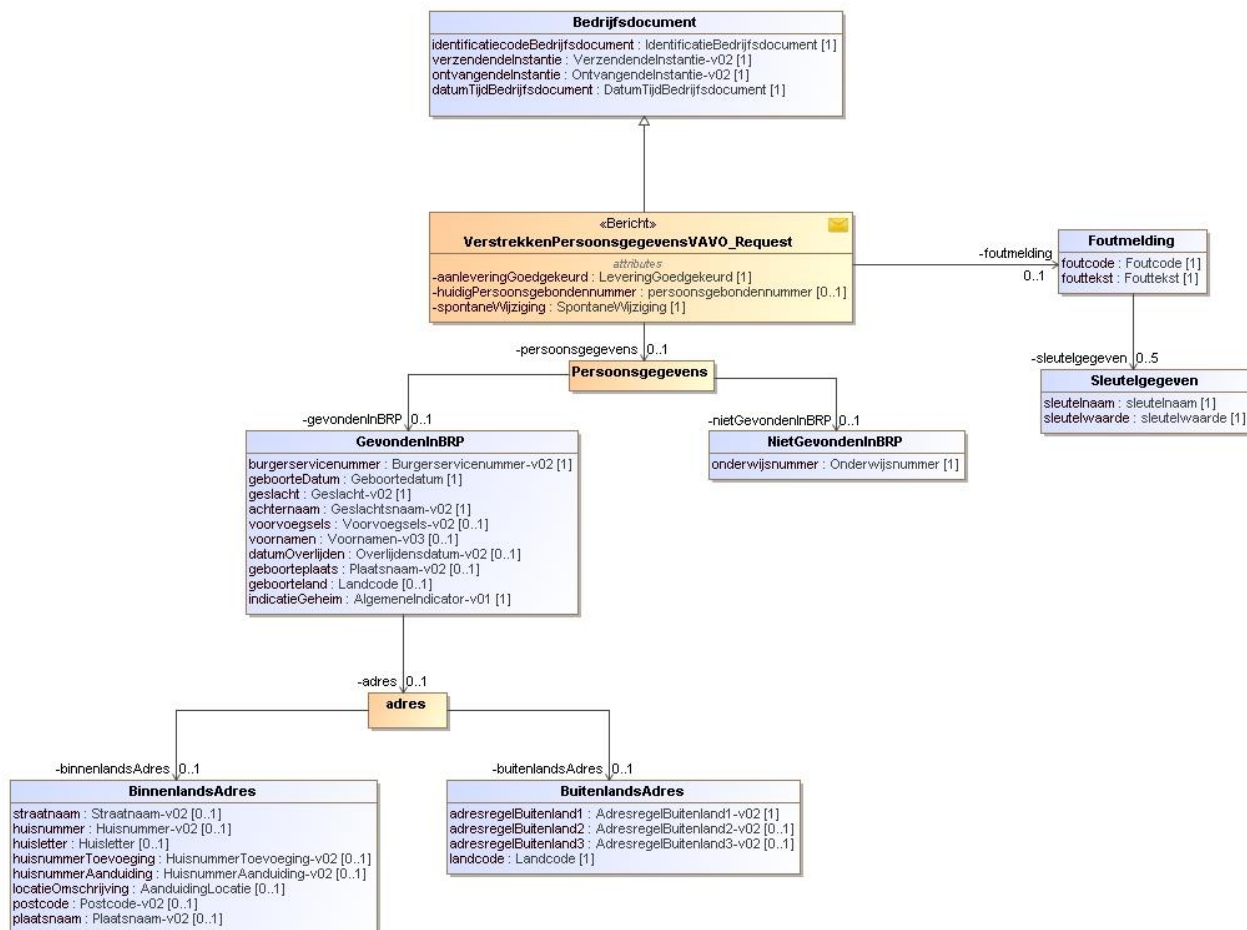 Bedrijfsdocument
identificatiecodeBedrijfsdocument : IdentificatieBedrijfsdocument [1]
verzendendeInstantie : VerzendendeInstantie-v02 [1]
ontvangendeInstantie : OntvangendeInstantie-v02 [1]
datumTijdBedrijfsdocument : DatumTijdBedrijfsdocument [1]
«Bericht»
VerstrekkenPersoonsgegevensVAVO_Request
attributes
-aanleveringGoedgekeurd : LeveringGoedgekeurd [1]
-huidigPersoonsgebondennummer : persoonsgebondennummer [0..1]
-spontaneWijziging : SpontaneWijziging [1]
-foutmelding
0..1
Foutmelding
foutcode : Foutcode [1]
fouttekst : Fouttekst [1]
-sleutelgegeven 0..5
Sleutelgegeven
sleutelnaam : sleutelnaam [1]
sleutelwaarde : sleutelwaarde [1]
-persoonsgegevens 0..1
Persoonsgegevens
-gevondenInBRP 0..1
-nietGevondenInBRP 0..1
GevondenInBRP
burgerservicenummer : Burgerservicenummer-v02 [1]
geboorteDatum : Geboortedatum [1]
geslacht : Geslacht-v02 [1]
achternaam : Geslachtsnaam-v02 [1]
voorvoegsels : Voorvoegsels-v02 [0..1]
voornamen : Voornamen-v03 [0..1]
datumOverlijden : Overlijdensdatum-v02 [0..1]
geboorteplaats : Plaatsnaam-v02 [0..1]
geboorteland : Landcode [0..1]
indicatieGeheim : AlgemeneIndicator-v01 [1]
NietGevondenInBRP
onderwijsnummer : Onderwijsnummer [1]
-adres 0..1
adres
-binnenlandsAdres 0..1
-buitenlandsAdres 0..1
BinnenlandsAdres
straatnaam : Straatnaam-v02 [0..1]
huisnummer : Huisnummer-v02 [0..1]
huisletter : Huisletter [0..1]
huisnummerToevoeging : HuisnummerToevoeging-v02 [0..1]
huisnummerAanduiding : HuisnummerAanduiding-v02 [0..1]
locatieOmschrijving : AanduidingLocatie [0..1]
postcode : Postcode-v02 [0..1]
plaatsnaam : Plaatsnaam-v02 [0..1]
BuitenlandsAdres
adresregelBuitenland1 : AdresregelBuitenland1-v02 [1]
adresregelBuitenland2 : AdresregelBuitenland2-v02 [0..1]
adresregelBuitenland3 : AdresregelBuitenland3-v02 [0..1]
landcode : Landcode [1]